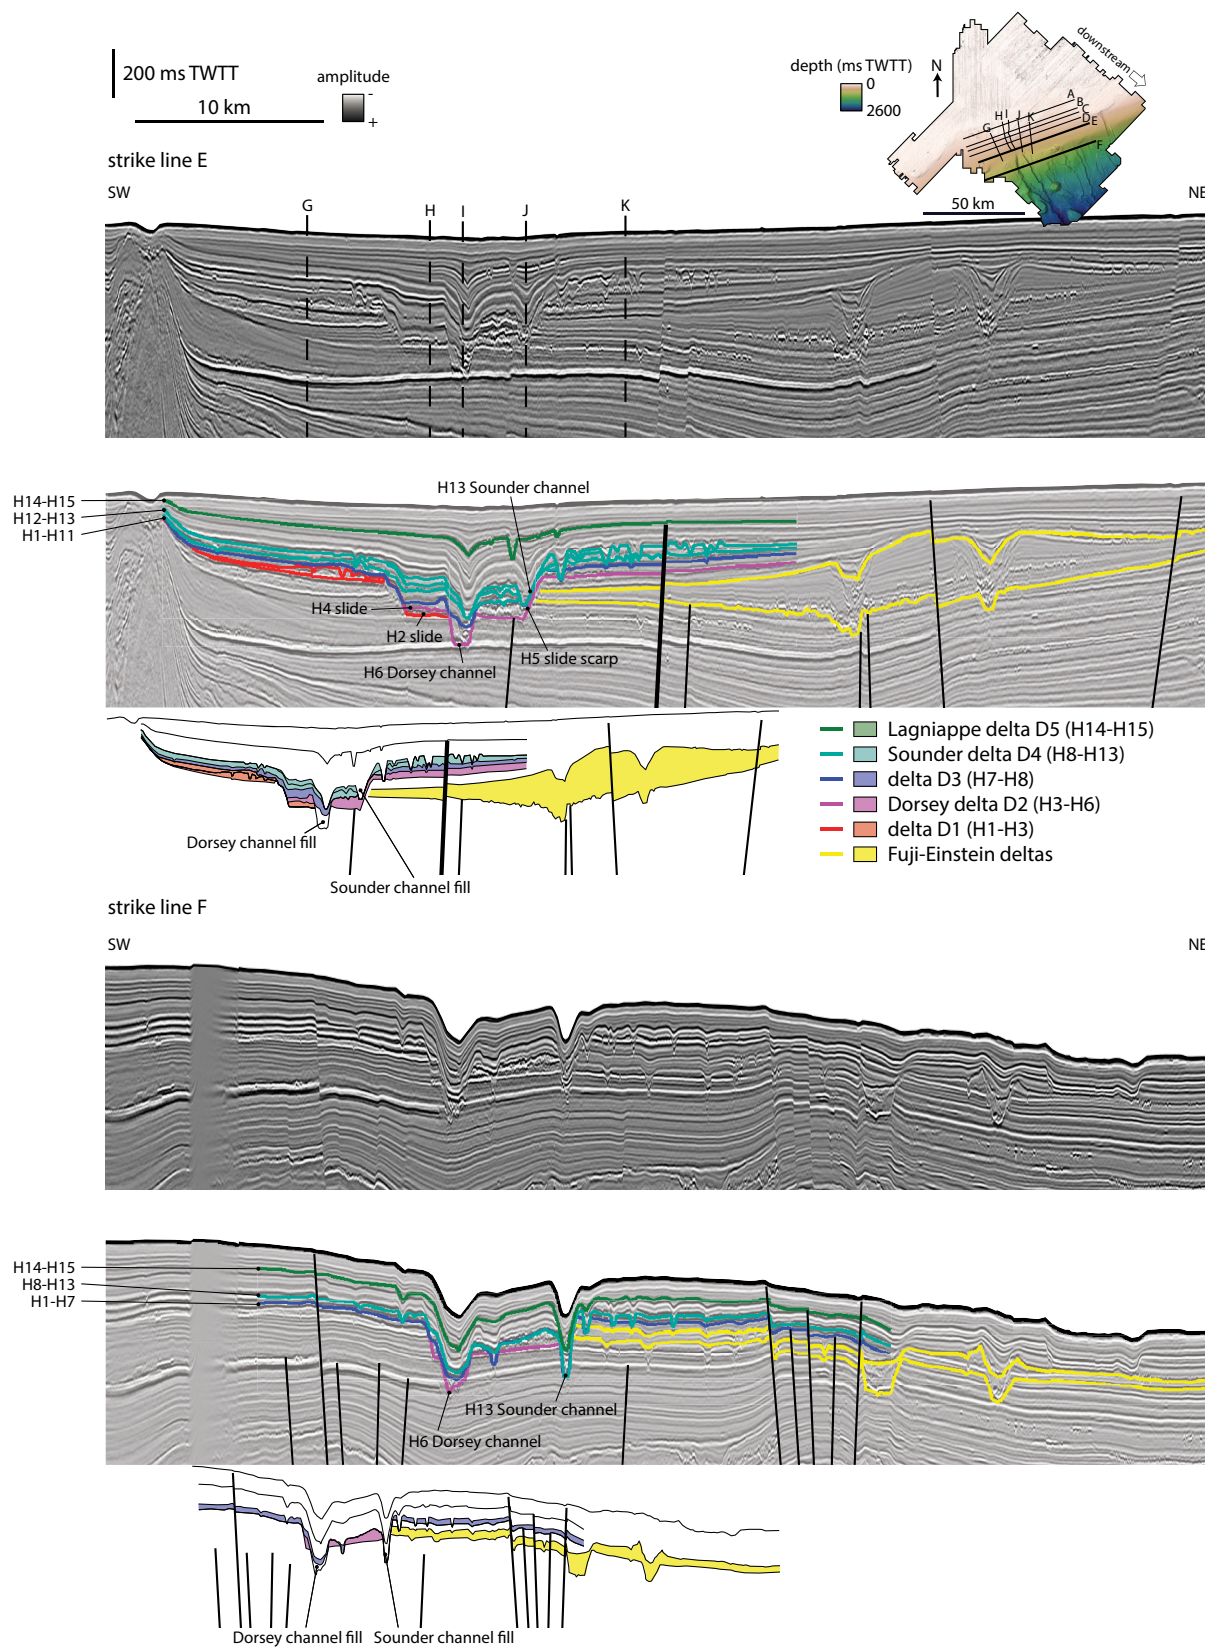 200 ms TWTT
10 km
amplitude
-
+
depth (ms TWTT)
0
2600
N
downstream
A
B
C
D
E
F
G
H
I
J
K
50 km
strike line E
SW
NE
G
H
I
J
K
H14-H15
H12-H13
H1-H11
H13 Sounder channel
H4 slide
H2 slide
H6 Dorsey channel
H5 slide scarp
Dorsey channel fill
Sounder channel fill
Lagniappe delta D5 (H14-H15)
Sounder delta D4 (H8-H13)
delta D3 (H7-H8)
Dorsey delta D2 (H3-H6)
delta D1 (H1-H3)
Fuji-Einstein deltas
strike line F
SW
NE
H14-H15
H8-H13
H1-H7
H13 Sounder channel
H6 Dorsey channel
Dorsey channel fill
Sounder channel fill